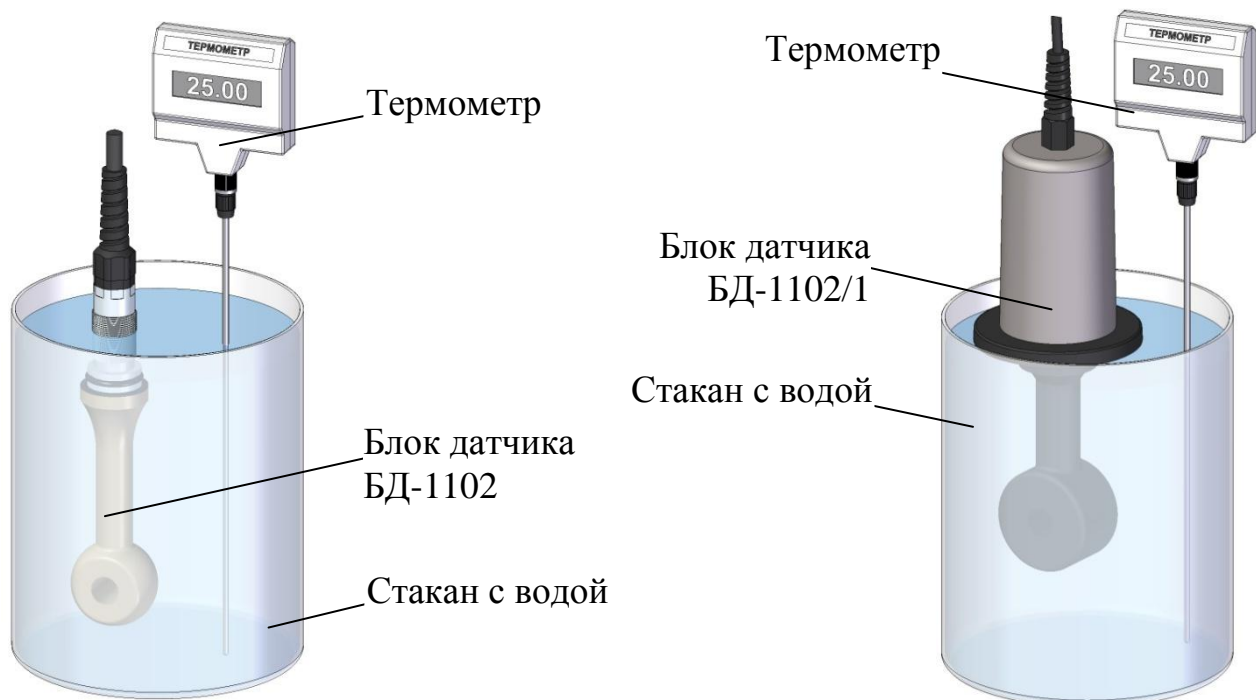 ТЕРМОМЕТР
25.00
Термометр
Блок датчика
БД-1102
Стакан с водой
Термометр
ТЕРМОМЕТР
25.00
Блок датчика
БД-1102/1
Стакан с водой